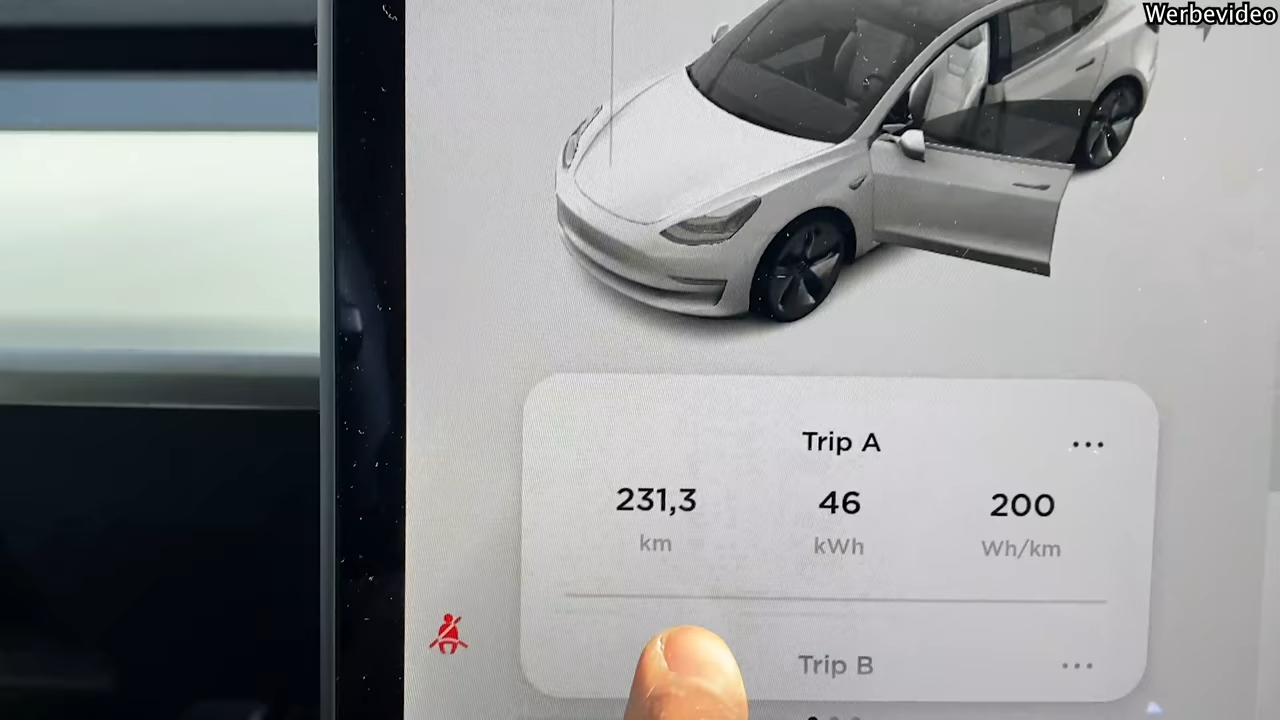 Werbevideo
Trip A
...
231,3
46
200
km
kWh
Wh/km
Trip B
...